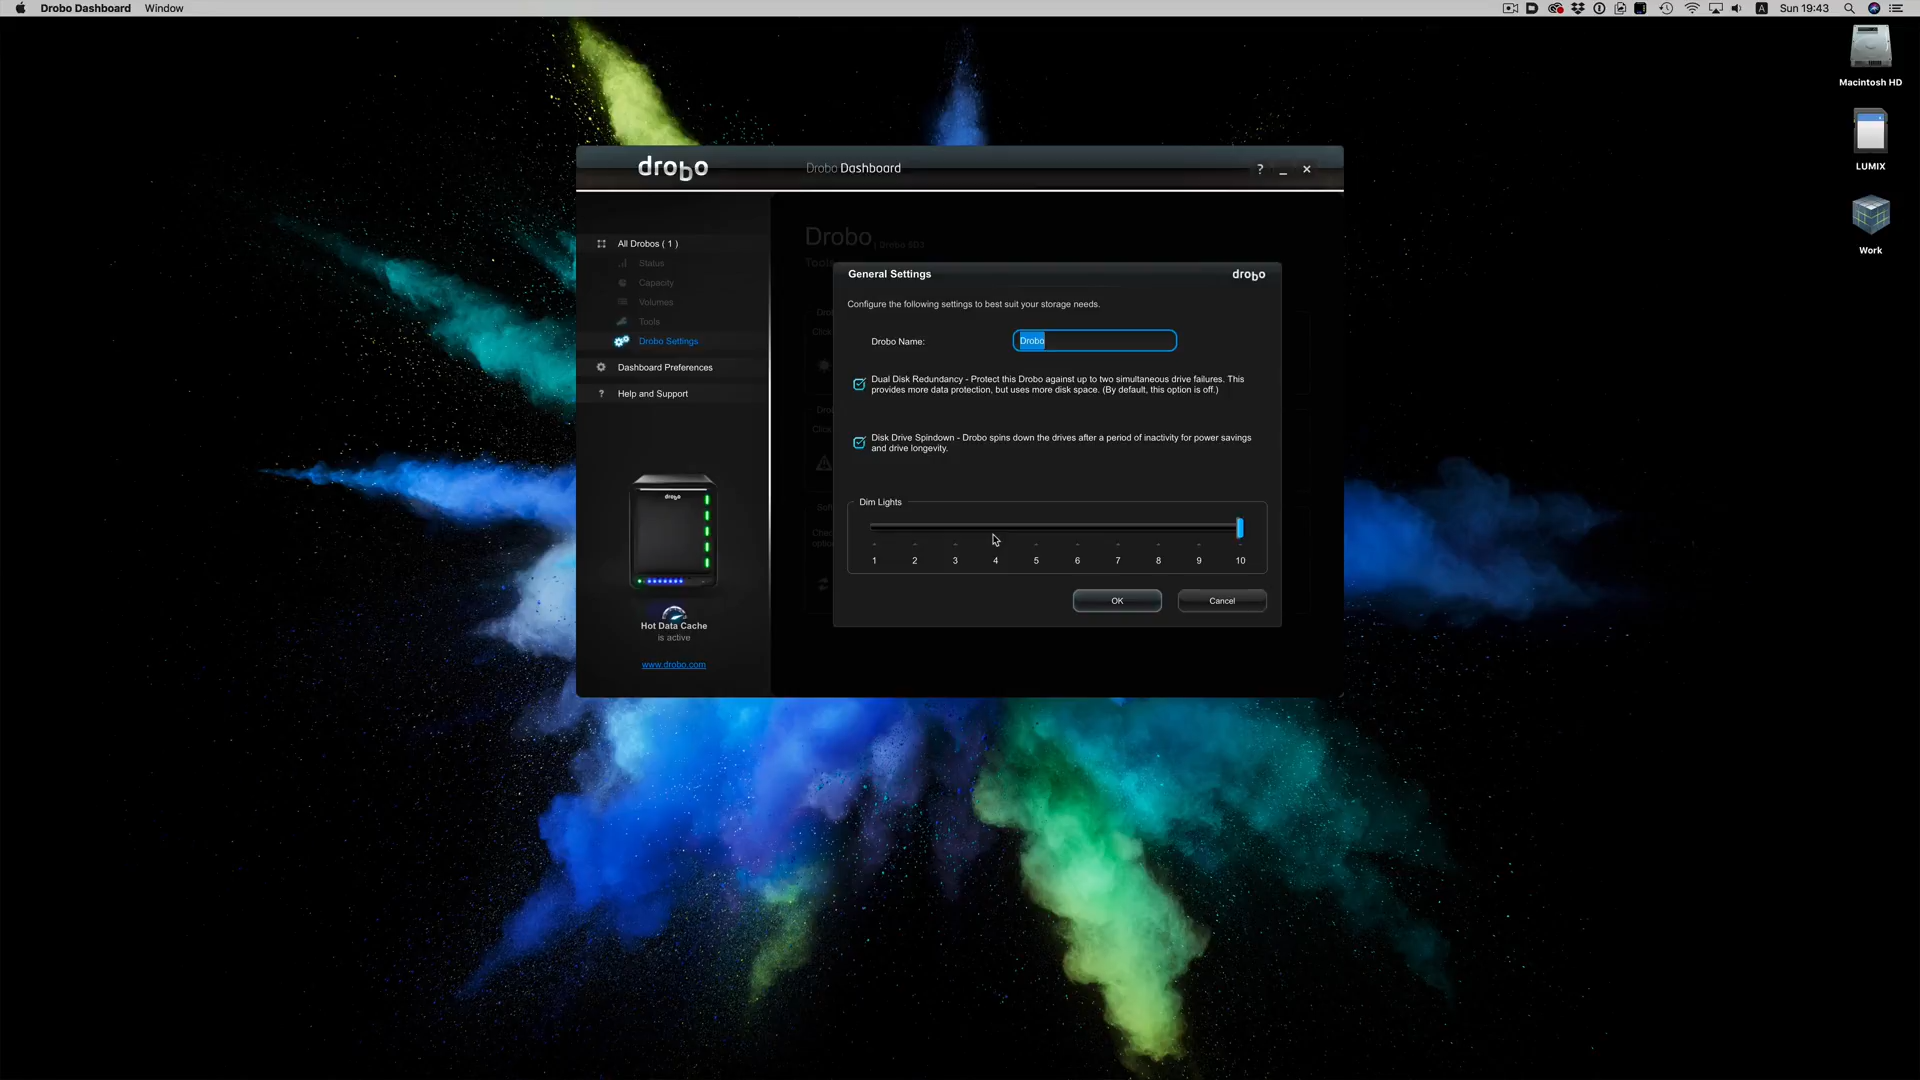 Drobo Dashboard Window
A Sun 19:43
Macintosh HD
LUMIX
Work
drobo
Drobo Dashboard
? _ ×
All Drobos ( 1 )
Status
Capacity
Volumes
Tools
Drobo Settings
Dashboard Preferences
? Help and Support
drobo
Hot Data Cache
is active
www.drobo.com
Drobo
Tools
General Settings
drobo
Configure the following settings to best suit your storage needs.
Drobo Name:
Drobo
Dual Disk Redundancy - Protect this Drobo against up to two simultaneous drive failures. This
provides more data protection, but uses more disk space. (By default, this option is off.)
Disk Drive Spindown - Drobo spins down the drives after a period of inactivity for power savings
and drive longevity.
Dim Lights
1 2 3 4 5 6 7 8 9 10
OK Cancel